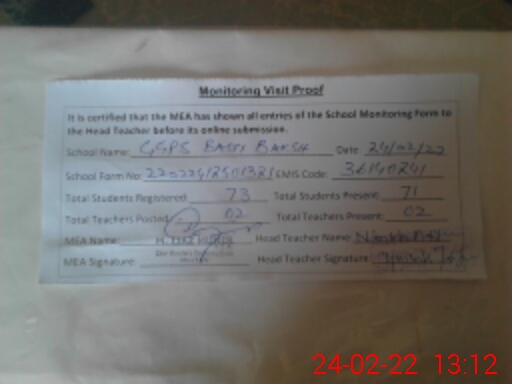 Monitoring Visit Proof
It is certified that the MEA has shown all entries of the School Monitoring Form to
the Head Teacher before its online submission.
School Name: GGPS Basti Baksh Date: 24/02/22
School Form No: EMIS Code:
Total Students Registered: 73 Total Students Present: 71
Total Teachers Posted: 02 Total Teachers Present: 02
MEA Name: Head Teacher Name:
MEA Signature: Head Teacher Signature:
24-02-22 13:12